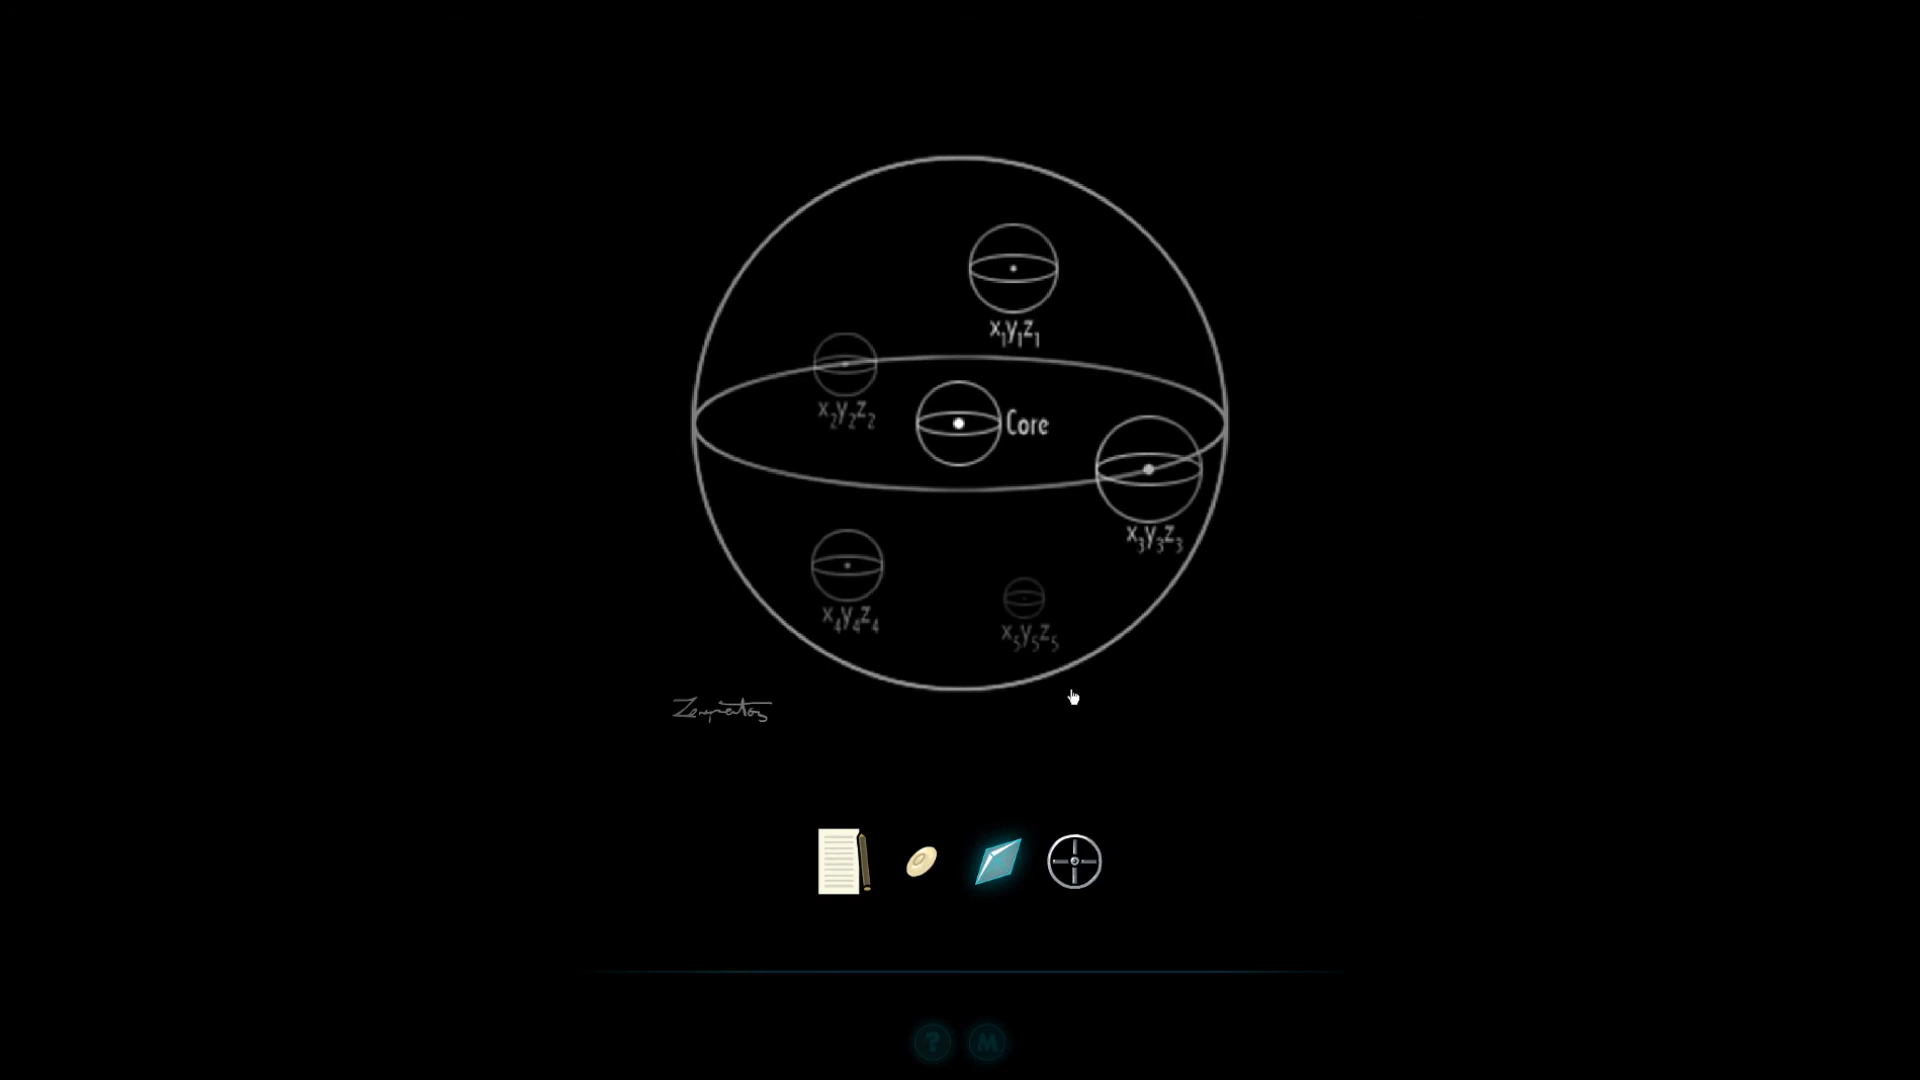 x₁y₁z₁
x₂y₂z₂
Core
x₃y₃z₃
x₄y₄z₄
x₅y₅z₅
? M